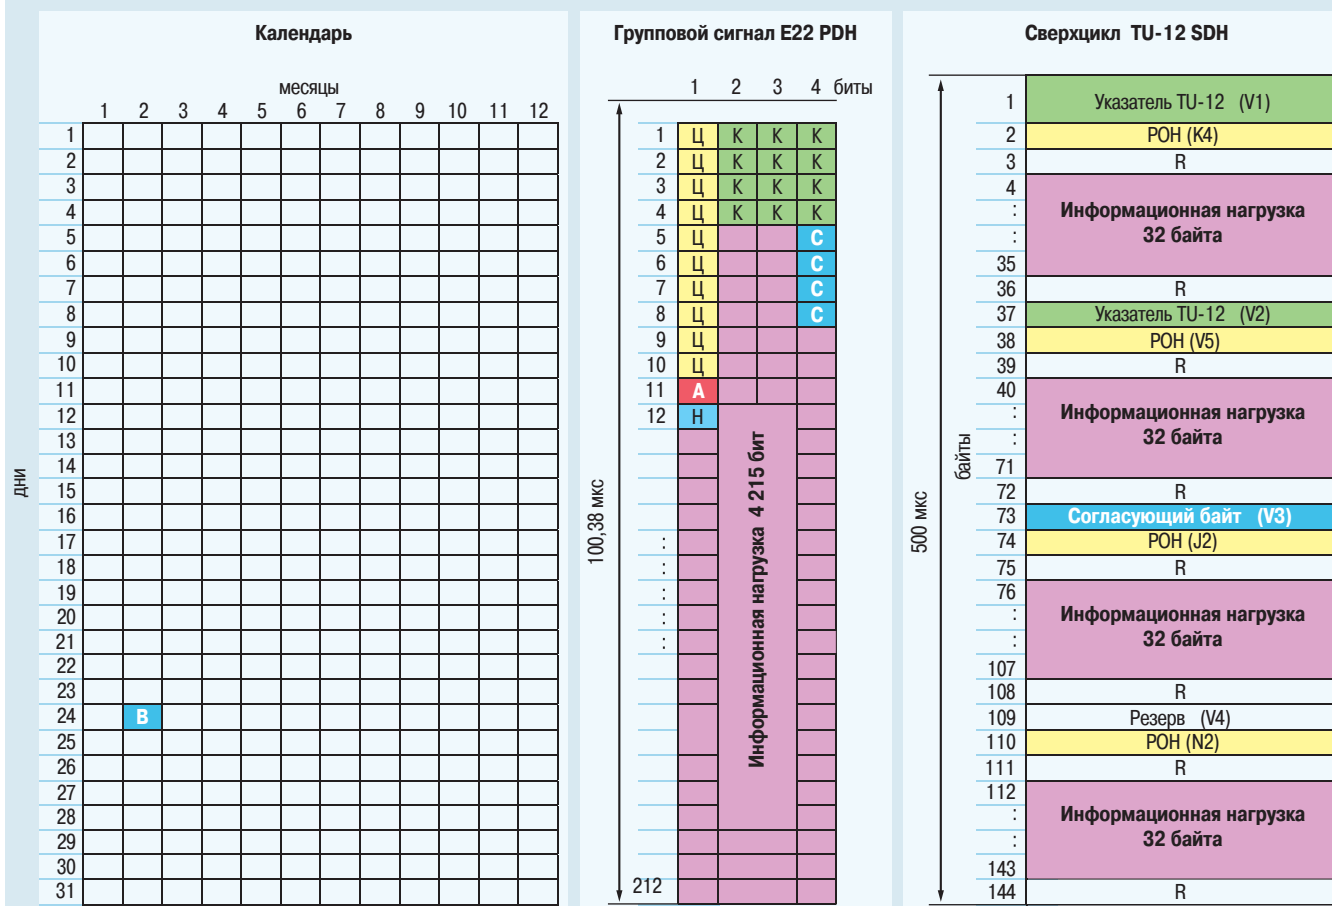 Календарь
месяцы
1 2 3 4 5 6 7 8 9 10 11 12
дни
1
2
3
4
5
6
7
8
9
10
11
12
13
14
15
16
17
18
19
20
21
22
23
24 В
25
26
27
28
29
30
31
Групповой сигнал Е22 PDH
1 2 3 4 биты
100,38 мкс
1 Ц К К К
2 Ц К К К
3 Ц К К К
4 Ц К К К
5 Ц С
6 Ц С
7 Ц С
8 Ц С
9 Ц
10 Ц
11 А
12 Н
:
:
:
:
:
212
Информационная нагрузка 4 215 бит
Сверхцикл TU-12 SDH
500 мкс
байты
1 Указатель TU-12 (V1)
2 РОН (K4)
3 R
4
:
:
35
Информационная нагрузка
32 байта
36 R
37 Указатель TU-12 (V2)
38 РОН (V5)
39 R
40
:
:
71
Информационная нагрузка
32 байта
72 R
73 Согласующий байт (V3)
74 РОН (J2)
75 R
76
:
:
107
Информационная нагрузка
32 байта
108 R
109 Резерв (V4)
110 РОН (N2)
111 R
112
:
:
143
Информационная нагрузка
32 байта
144 R